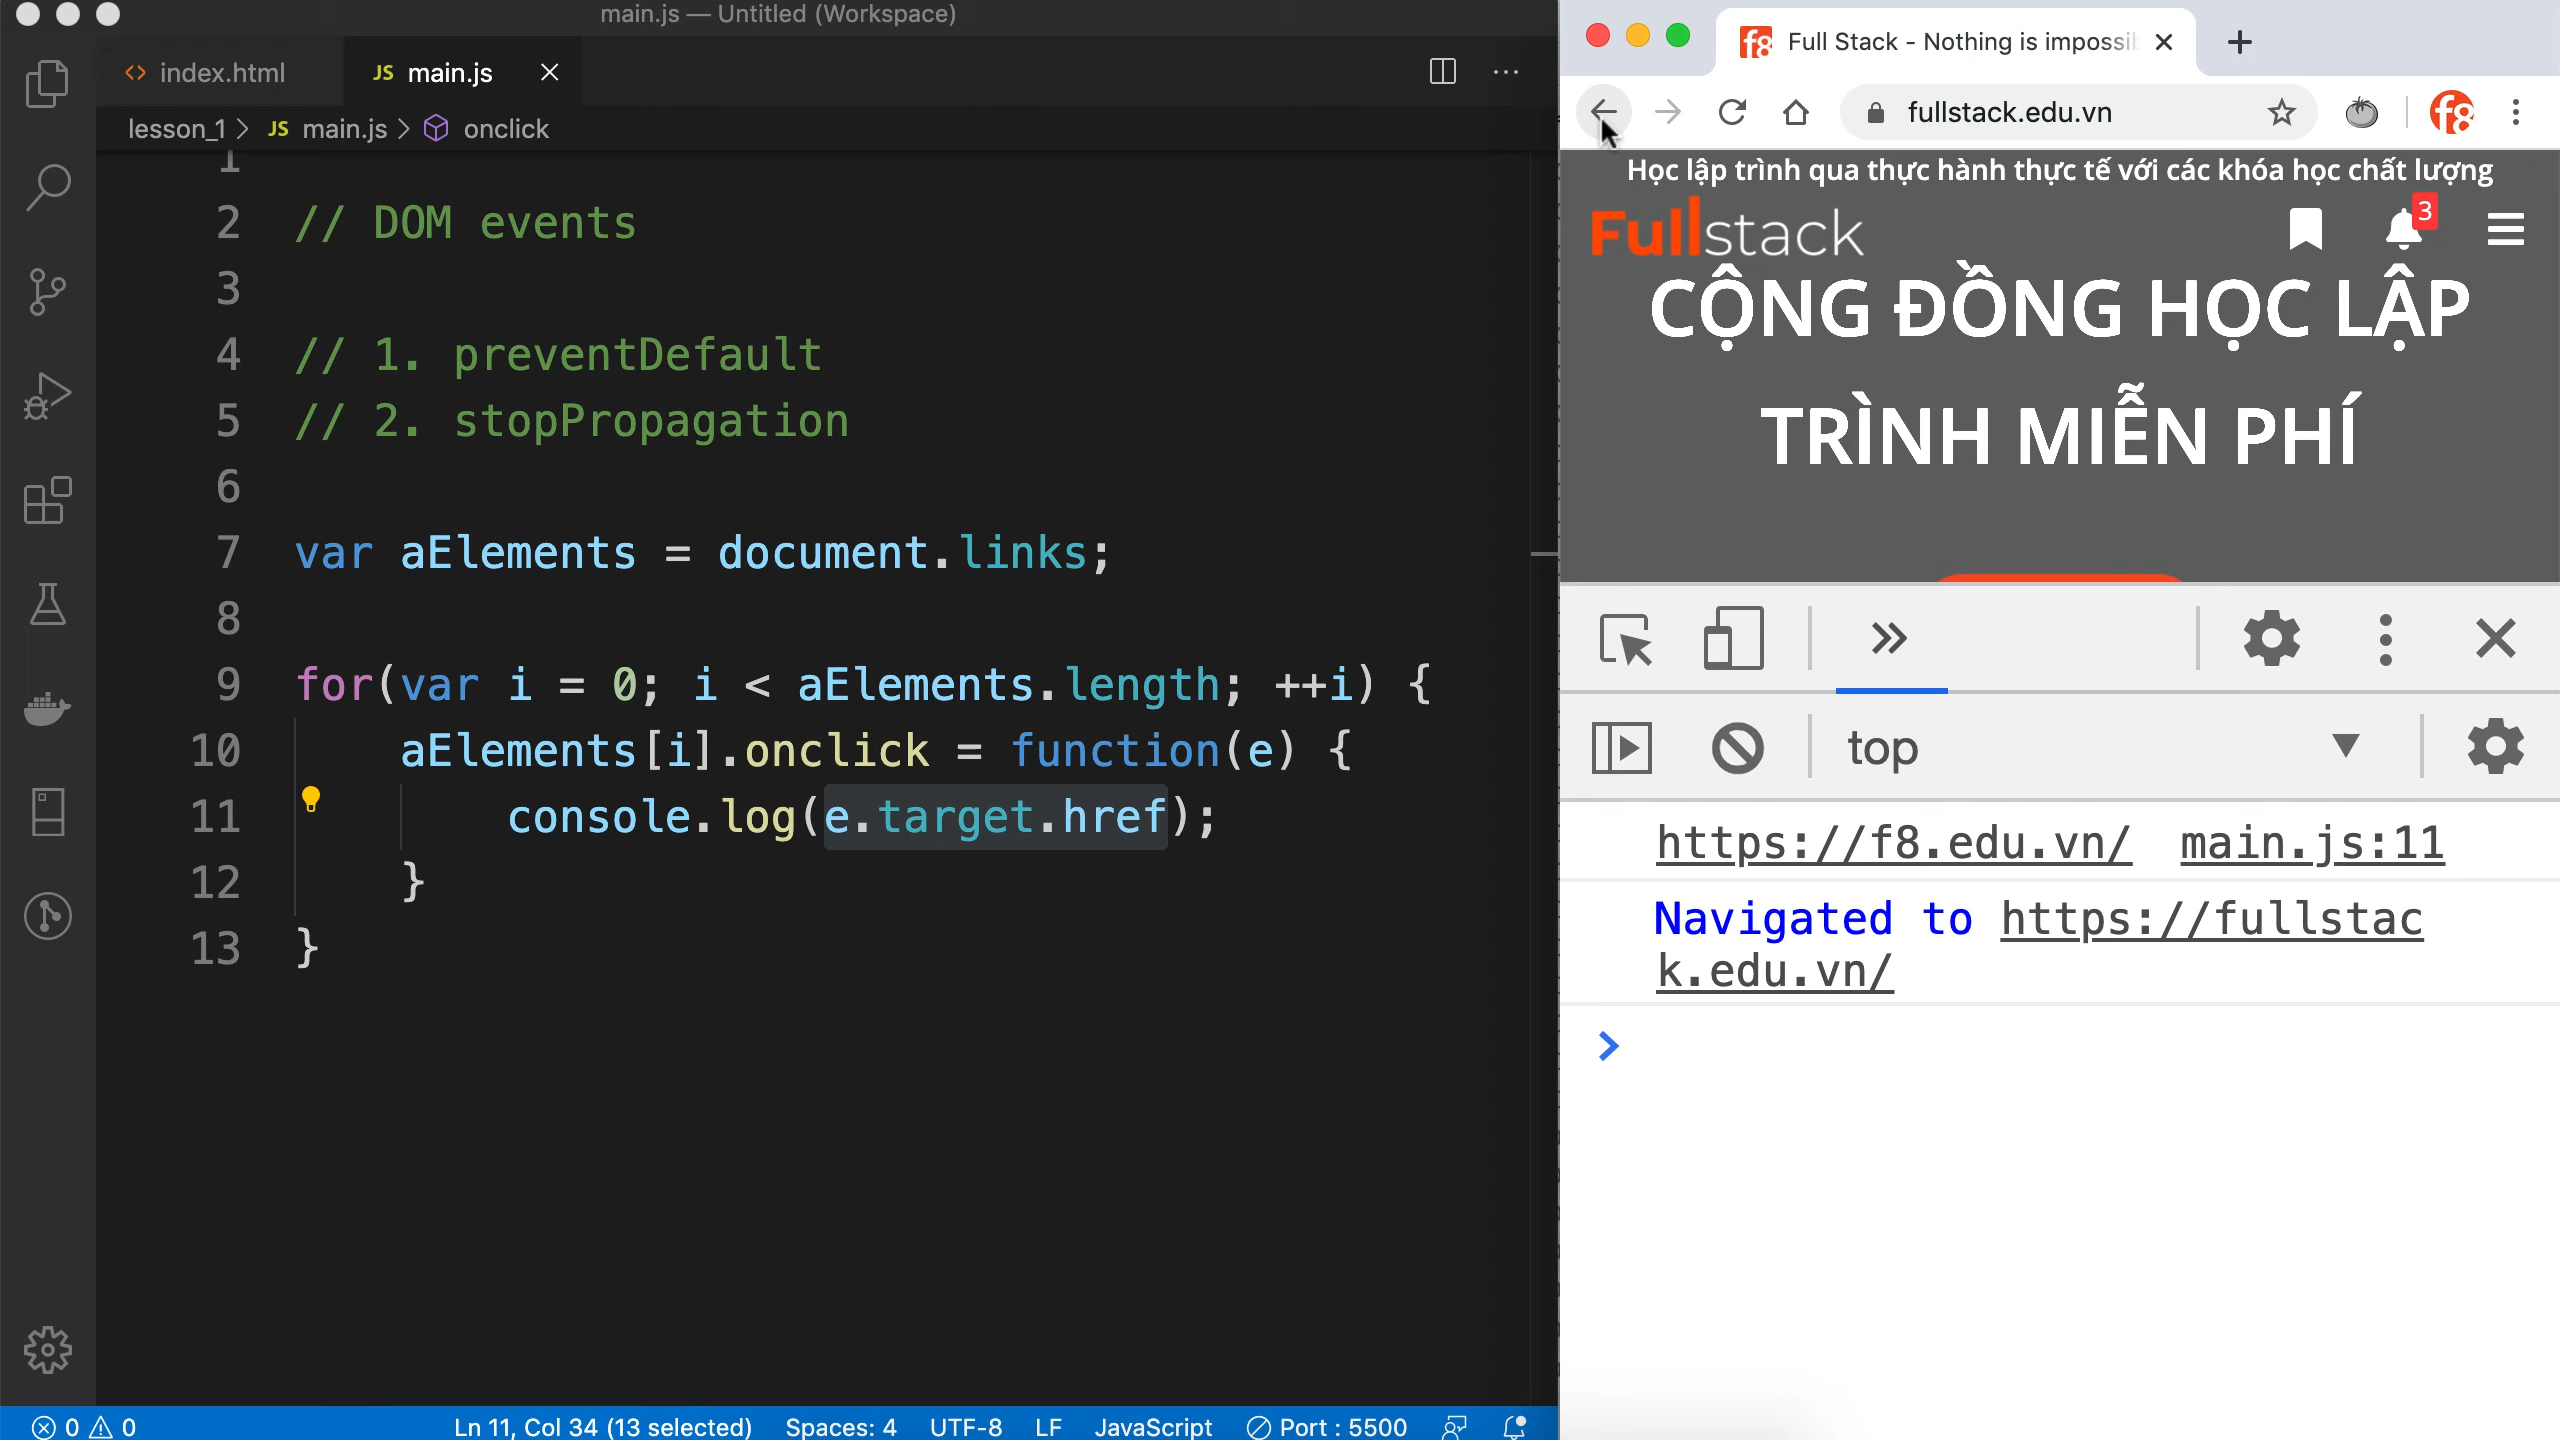 main.js — Untitled (Workspace)
index.html
JS main.js
lesson_1 > JS main.js > onclick
1
2 // DOM events
3
4 // 1. preventDefault
5 // 2. stopPropagation
6
7 var aElements = document.links;
8
9 for(var i = 0; i < aElements.length; ++i) {
10 aElements[i].onclick = function(e) {
11 console.log(e.target.href);
12 }
13 }
0 0 Ln 11, Col 34 (13 selected) Spaces: 4 UTF-8 LF JavaScript Port : 5500
f8 Full Stack - Nothing is impossib
fullstack.edu.vn f8
Học lập trình qua thực hành thực tế với các khóa học chất lượng
Fullstack 3
CỘNG ĐỒNG HỌC LẬP
TRÌNH MIỄN PHÍ
top
https://f8.edu.vn/ main.js:11
Navigated to https://fullstac
k.edu.vn/